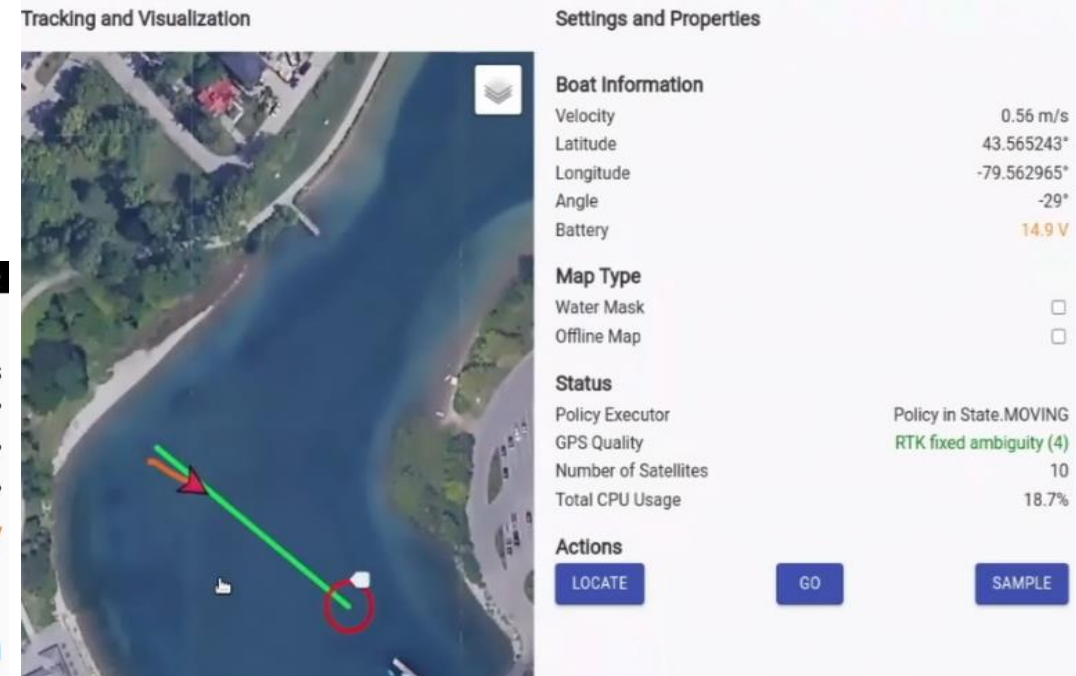 Tracking and Visualization
Settings and Properties
Boat Information
Velocity 0.56 m/s
Latitude 43.565243°
Longitude -79.562965°
Angle -29°
Battery 14.9 V
Map Type
Water Mask
Offline Map
Status
Policy Executor Policy in State.MOVING
GPS Quality RTK fixed ambiguity (4)
Number of Satellites 10
Total CPU Usage 18.7%
Actions
LOCATE GO SAMPLE